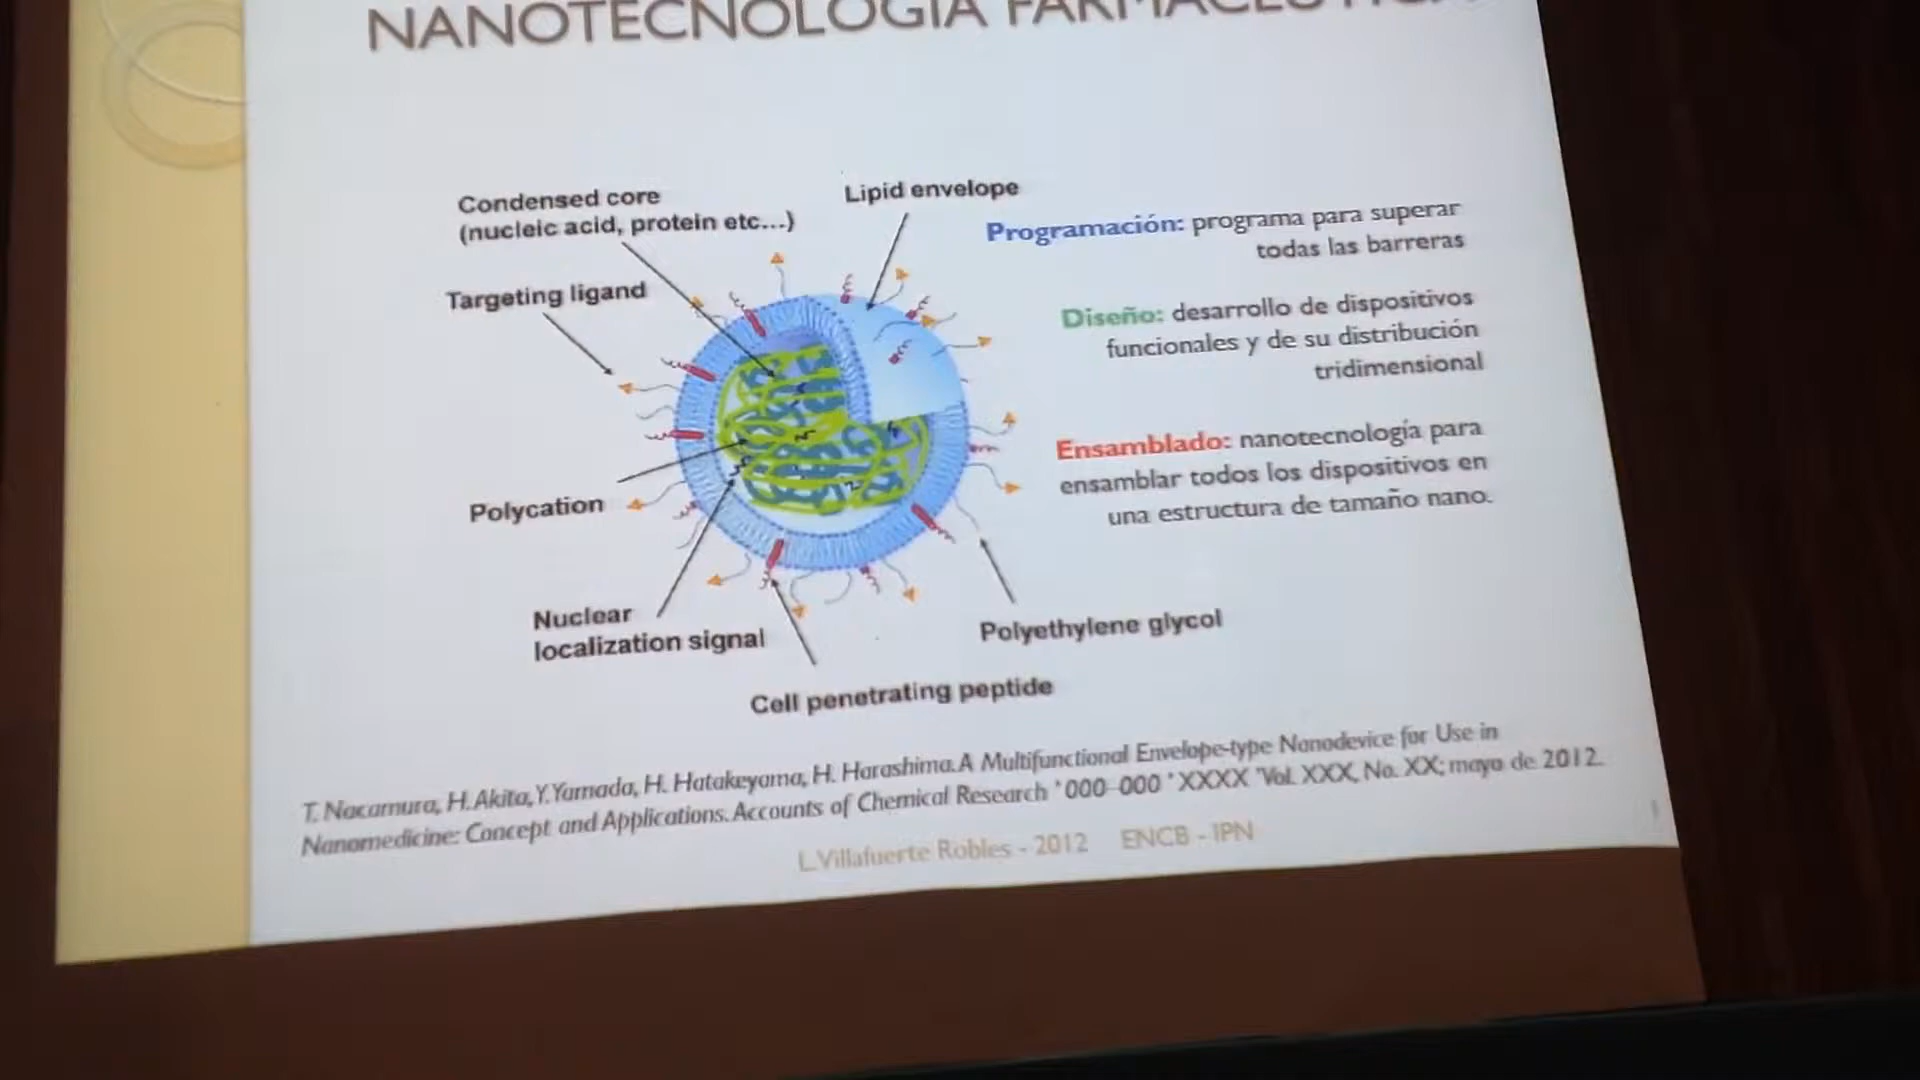 NANOTECNOLOGÍA FARMACÉUTICA
Condensed core
(nucleic acid, protein etc...)
Lipid envelope
Targeting ligand
Polycation
Nuclear
localization signal
Cell penetrating peptide
Polyethylene glycol
Programación: programa para superar
todas las barreras
Diseño: desarrollo de dispositivos
funcionales y de su distribución
tridimensional
Ensamblado: nanotecnología para
ensamblar todos los dispositivos en
una estructura de tamaño nano.
T. Nacamura, H. Akita, Y. Yamada, H. Hatakeyama, H. Harashima. A Multifunctional Envelope-type Nanodevice for Use in
Nanomedicine: Concept and Applications. Accounts of Chemical Research ' 000-000 ' XXXX 'Vol. XXX, No. XX; mayo de 2012.
L. Villafuerte Robles - 2012 ENCB - IPN